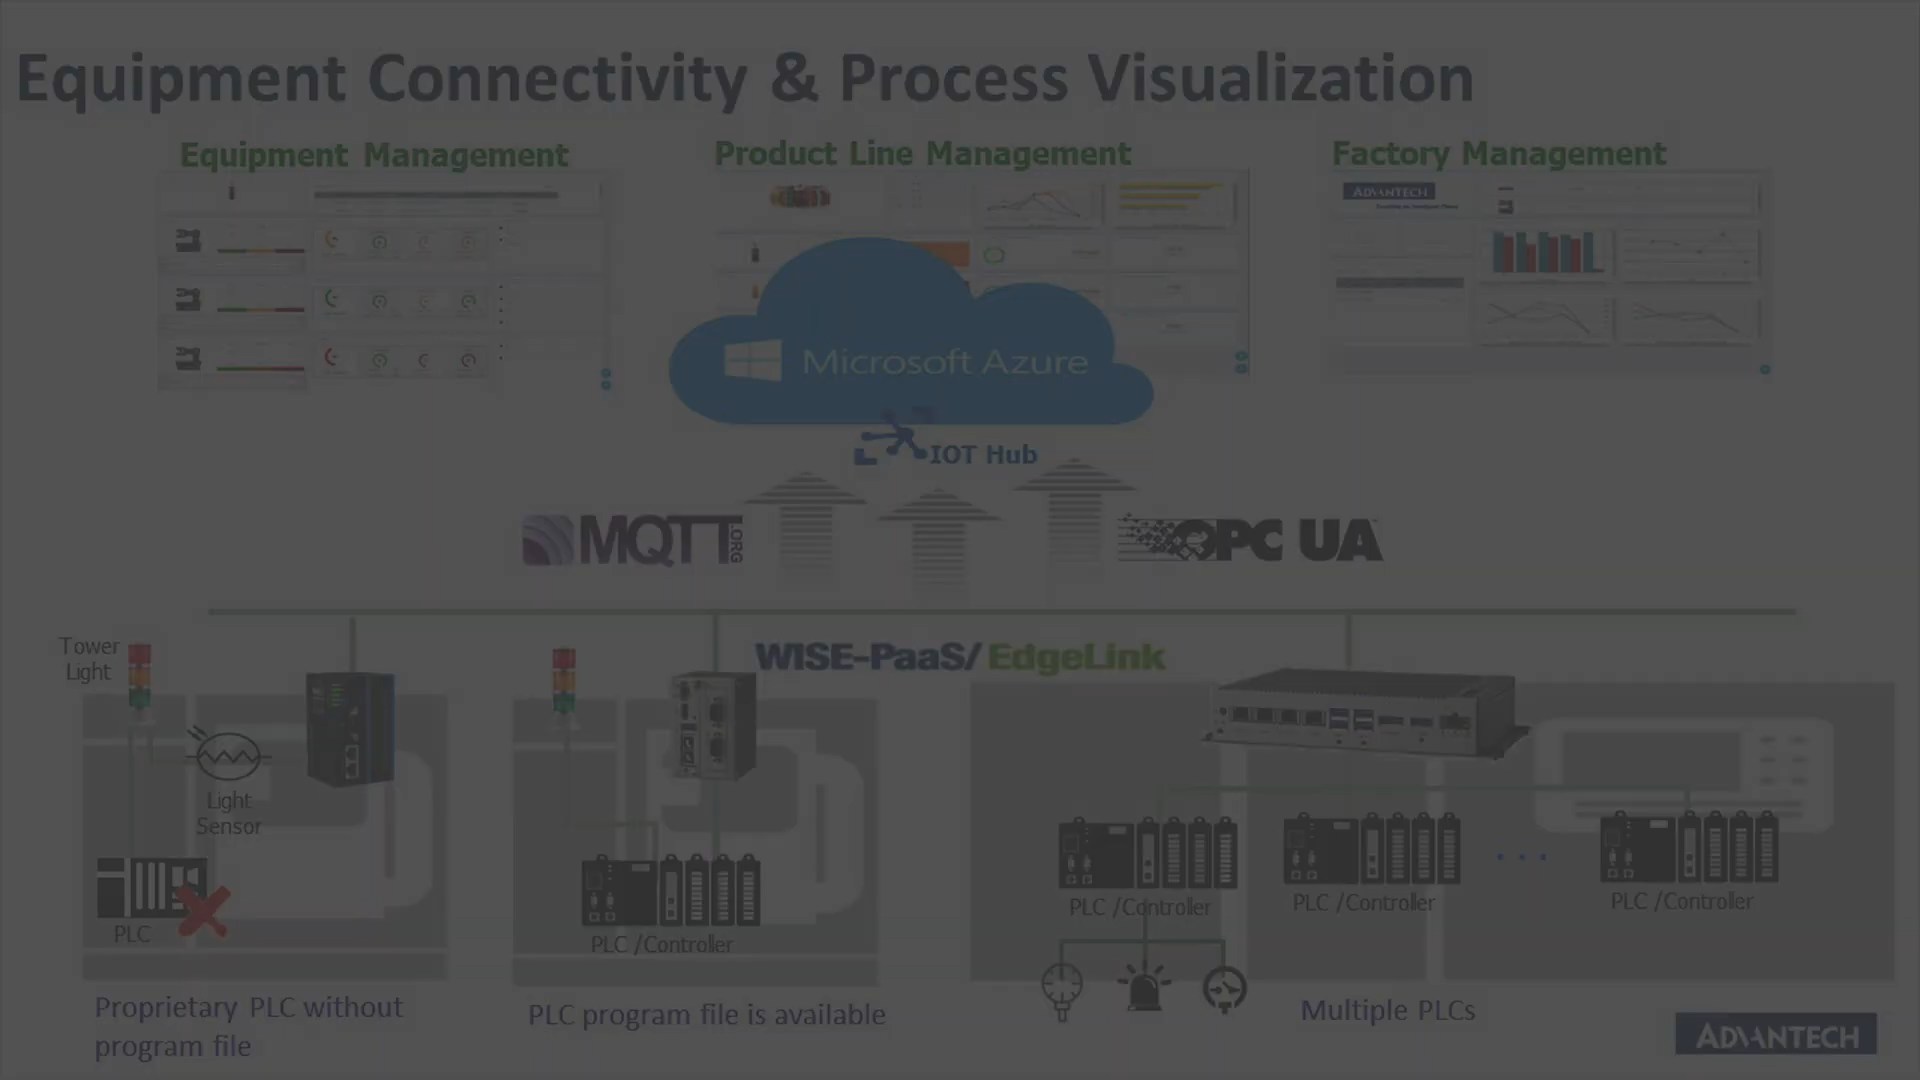 Equipment Connectivity & Process Visualization
Equipment Management
Product Line Management
Factory Management
ADVANTECH
Microsoft Azure
IOT Hub
MQTT.ORG
OPC UA
WISE-PaaS/EdgeLink
Tower
Light
Light
Sensor
PLC
PLC /Controller
PLC /Controller
PLC /Controller
PLC /Controller
Proprietary PLC without
program file
PLC program file is available
Multiple PLCs
ADVANTECH